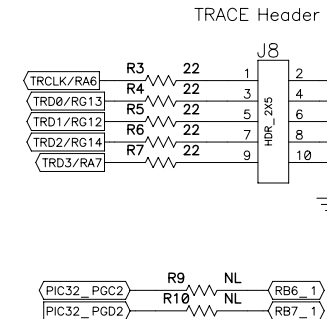 TRACE Header
J8
TRCLK/RA6 R3 22 1 2
TRD0/RG13 R4 22 3 4
TRD1/RG12 R5 22 5 6
TRD2/RG14 R6 22 7 8
TRD3/RA7 R7 22 9 10
HDR_2X5
PIC32_PGC2 R9 NL RB6_1
PIC32_PGD2 R10 NL RB7_1